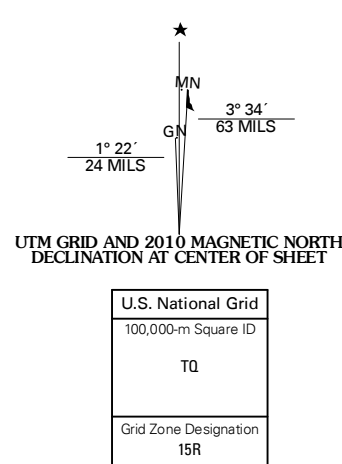 ★
MN
GN
3° 34´
63 MILS
1° 22´
24 MILS
UTM GRID AND 2010 MAGNETIC NORTH
DECLINATION AT CENTER OF SHEET
U.S. National Grid
100,000-m Square ID
TQ
Grid Zone Designation
15R